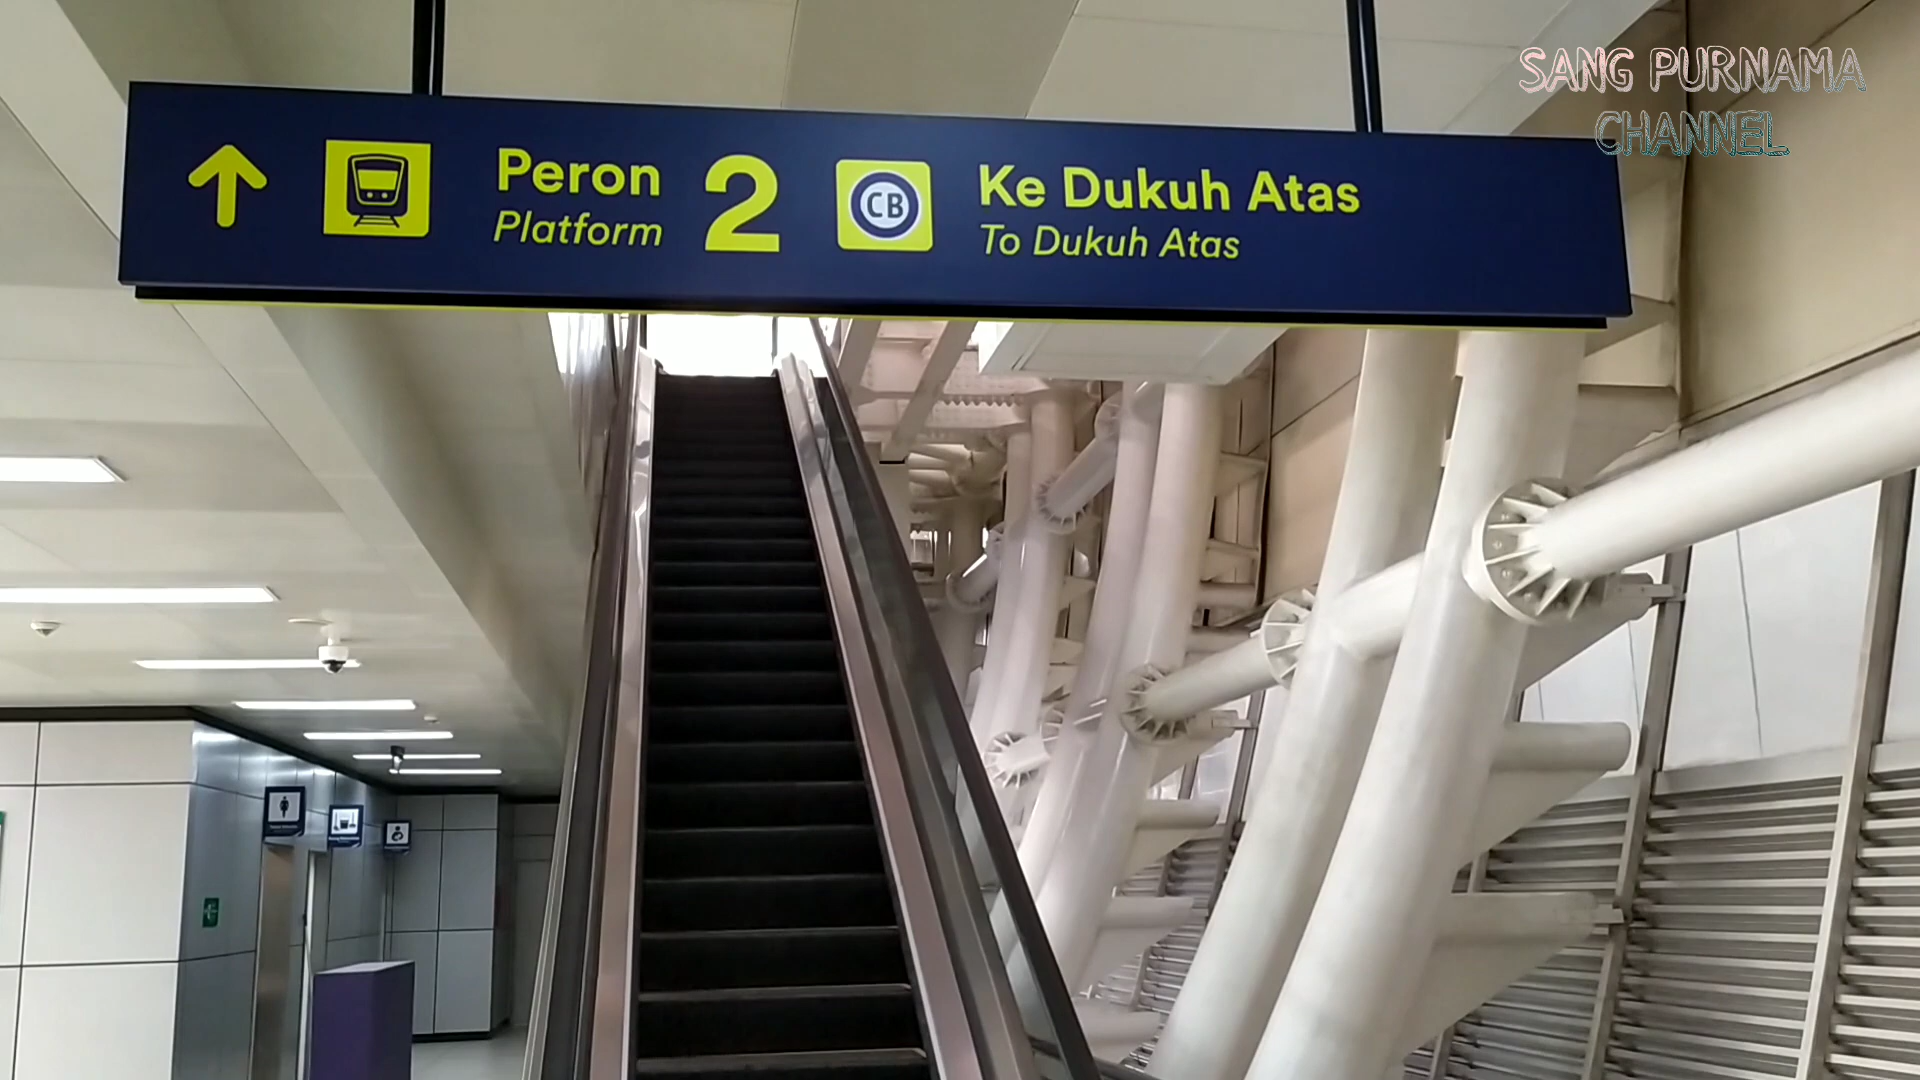 SANG PURNAMA
CHANNEL
Peron
Platform
2
CB
Ke Dukuh Atas
To Dukuh Atas